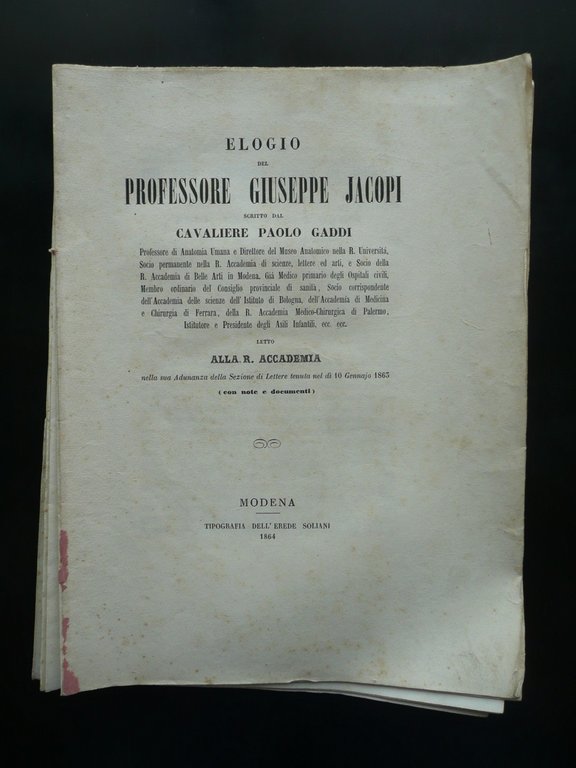 ELOGIO
DEL
PROFESSORE GIUSEPPE JACOPI
SCRITTO DAL
CAVALIERE PAOLO GADDI
Professore di Anatomia Umana e Direttore del Museo Anatomico nella R. Università,
Socio permanente nella R. Accademia di scienze, lettere ed arti, e Socio della
R. Accademia di Belle Arti in Modena, Già Medico primario degli Ospitali civili,
Membro ordinario del Consiglio provinciale di sanità, Socio corrispondente
dell'Accademia delle scienze dell'Istituto di Bologna, dell'Accademia di Medicina
e Chirurgia di Ferrara, della R. Accademia Medico-Chirurgica di Palermo,
Istitutore e Presidente degli Asili Infantili, ecc. ecc.
LETTO
ALLA R. ACCADEMIA
nella sua Adunanza della Sezione di Lettere tenuta nel dì 10 Gennajo 1863
(con note e documenti)
MODENA
TIPOGRAFIA DELL'EREDE SOLIANI
1864